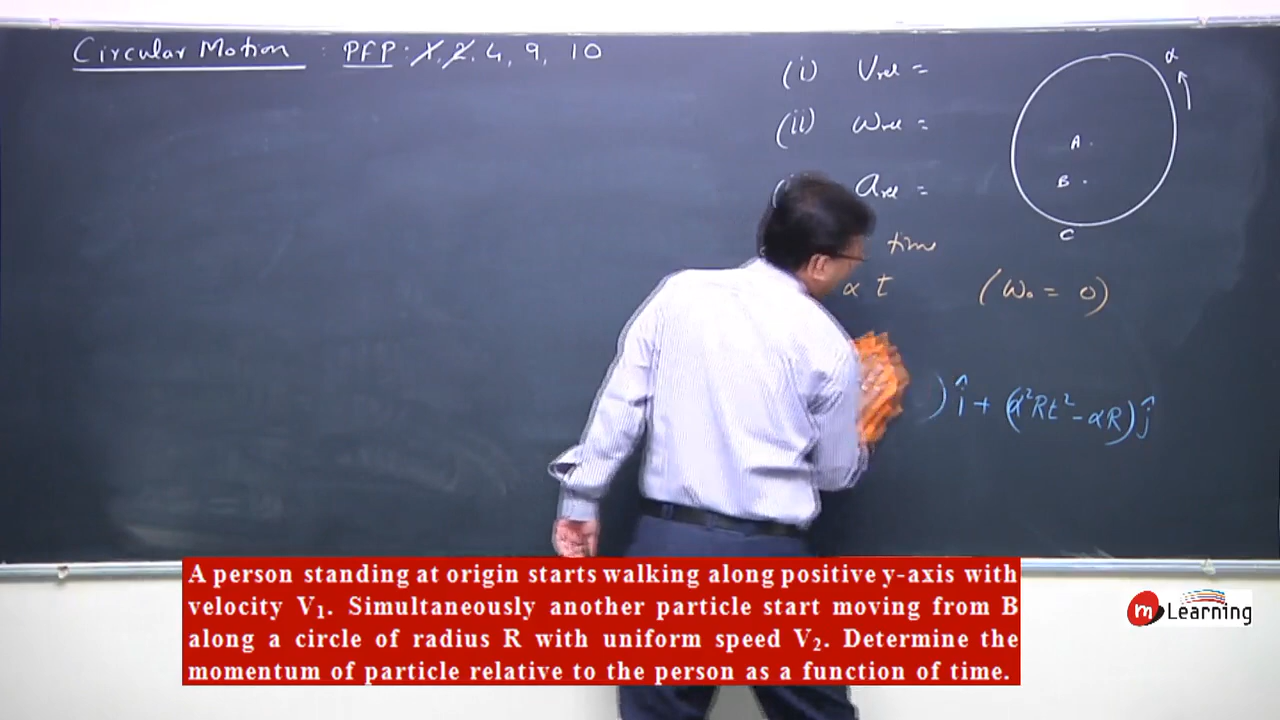 Circular Motion : PFP : 1, 2, 4, 9, 10
(i) Vrel =
(ii) ωrel =
arel =
time
α t (ω₀ = 0)
) î + (α²Rt² - αR) ĵ
α
A
B
C
A person standing at origin starts walking along positive y-axis with
velocity V₁. Simultaneously another particle start moving from B
along a circle of radius R with uniform speed V₂. Determine the
momentum of particle relative to the person as a function of time.
m Learning